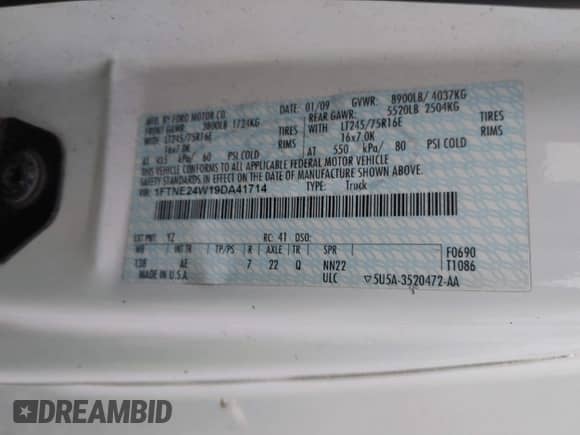 MFD. BY FORD MOTOR CO.
DATE: 01/09 GVWR: 8900LB/ 4037KG
FRONT GAWR: 3800LB 1724KG
REAR GAWR: 5520LB 2504KG
WITH LT245/75R16E TIRES
WITH LT245/75R16E TIRES
16x7.0K RIMS
16x7.0K RIMS
AT kPa/ 60 PSI COLD
AT 550 kPa/ 80 PSI COLD
THIS VEHICLE CONFORMS TO ALL APPLICABLE FEDERAL MOTOR VEHICLE
SAFETY STANDARDS IN EFFECT ON THE DATE OF MANUFACTURE SHOWN ABOVE
VIN: 1FTNE24W19DA41714 TYPE: Truck
EXT PNT: YZ RC: 41 DSO:
WB INT TR TP/PS R AXLE TR SPR F0690
138 AE 7 22 Q NN22 T1086
MADE IN U.S.A. ULC 5U5A-3520472-AA
DREAMBID